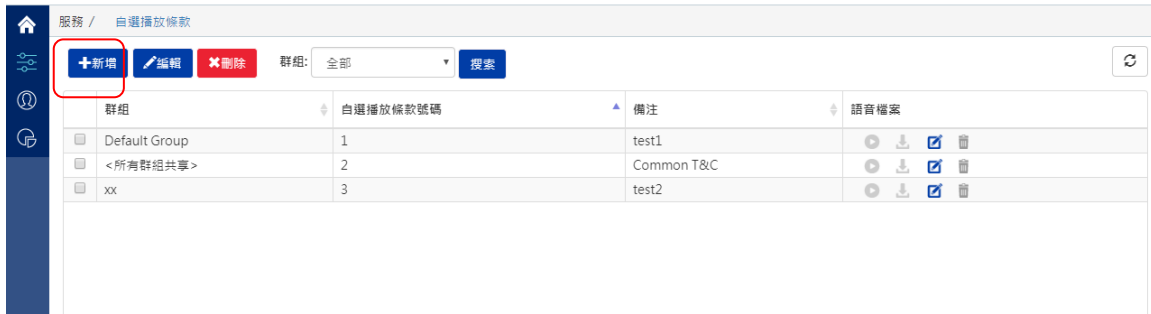 服務 / 自選播放條款
新增 編輯 刪除 群組: 全部 搜索
群組 自選播放條款號碼 備注 語音檔案
Default Group 1 test1
<所有群組共享> 2 Common T&C
xx 3 test2